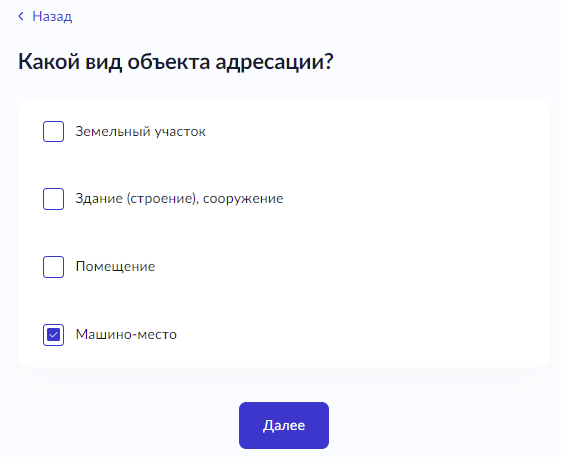 Назад
Какой вид объекта адресации?
Земельный участок
Здание (строение), сооружение
Помещение
Машино-место
Далее